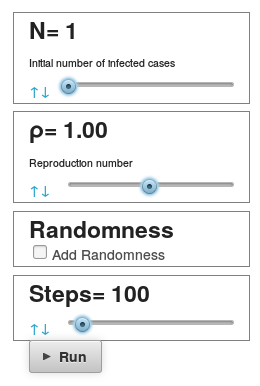 N= 1
Initial number of infected cases
↑↓
ρ= 1.00
Reproduction number
↑↓
Randomness
Add Randomness
Steps= 100
↑↓
Run